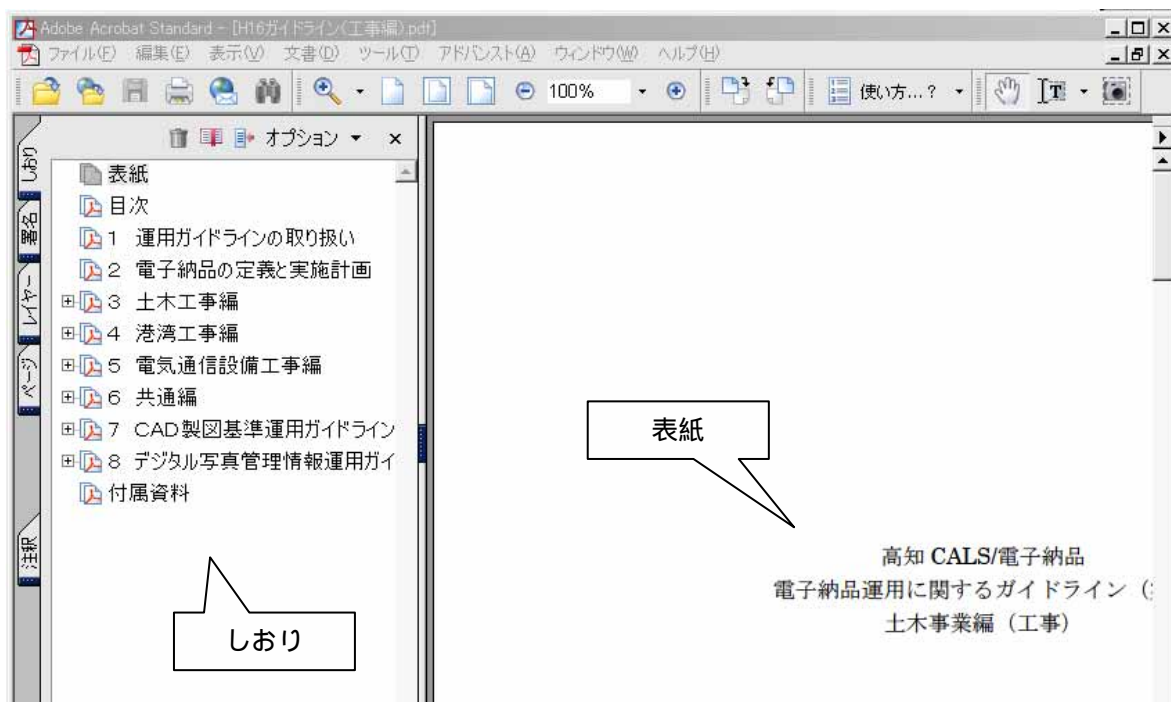 Adobe Acrobat Standard - [H16ガイドライン(工事編).pdf]
ファイル(F) 編集(E) 表示(V) 文書(D) ツール(T) アドバンスト(A) ウィンドウ(W) ヘルプ(H)
100% 使い方...?
オプション
しおり
署名
レイヤー
ページ
注釈
表紙
目次
1 運用ガイドラインの取り扱い
2 電子納品の定義と実施計画
3 土木工事編
4 港湾工事編
5 電気通信設備工事編
6 共通編
7 CAD製図基準運用ガイドライン
8 デジタル写真管理情報運用ガイ
付属資料
しおり
表紙
高知 CALS/電子納品
電子納品運用に関するガイドライン(
土木事業編(工事)